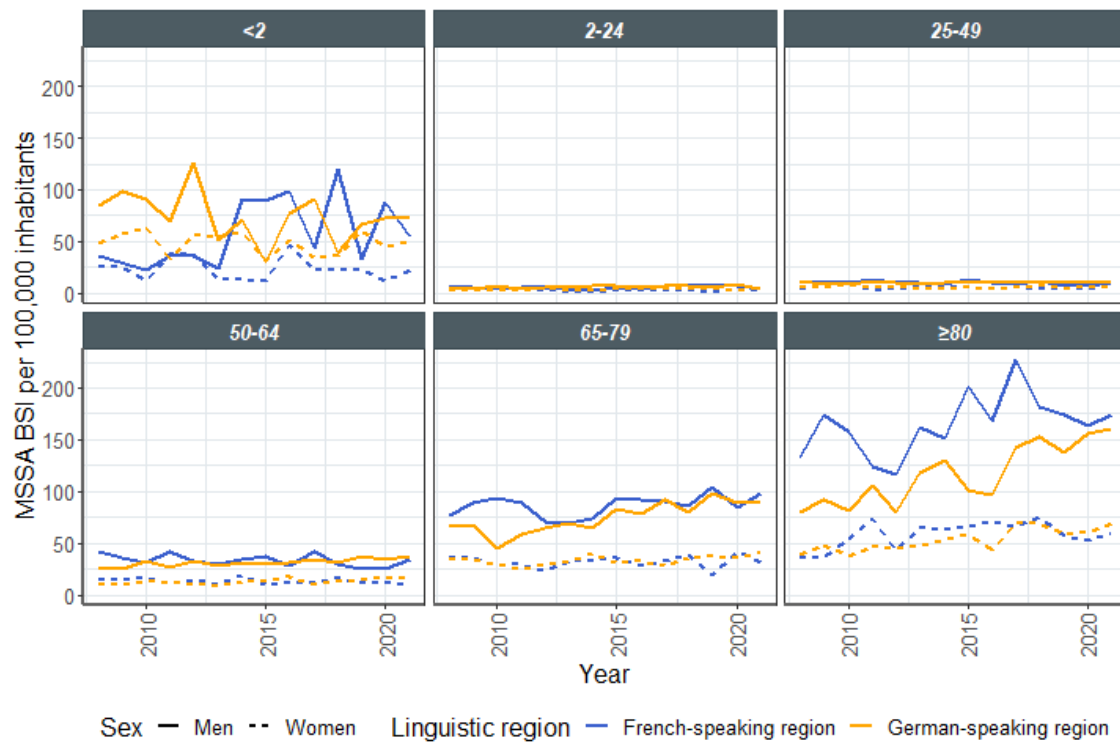 <2 2-24 25-49
200
150
100
50
0
MSSA BSI per 100,000 inhabitants
50-64 65-79 ≥80
200
150
100
50
0
2010 2015 2020 2010 2015 2020 2010 2015 2020
Year
Sex Men Women Linguistic region French-speaking region German-speaking region